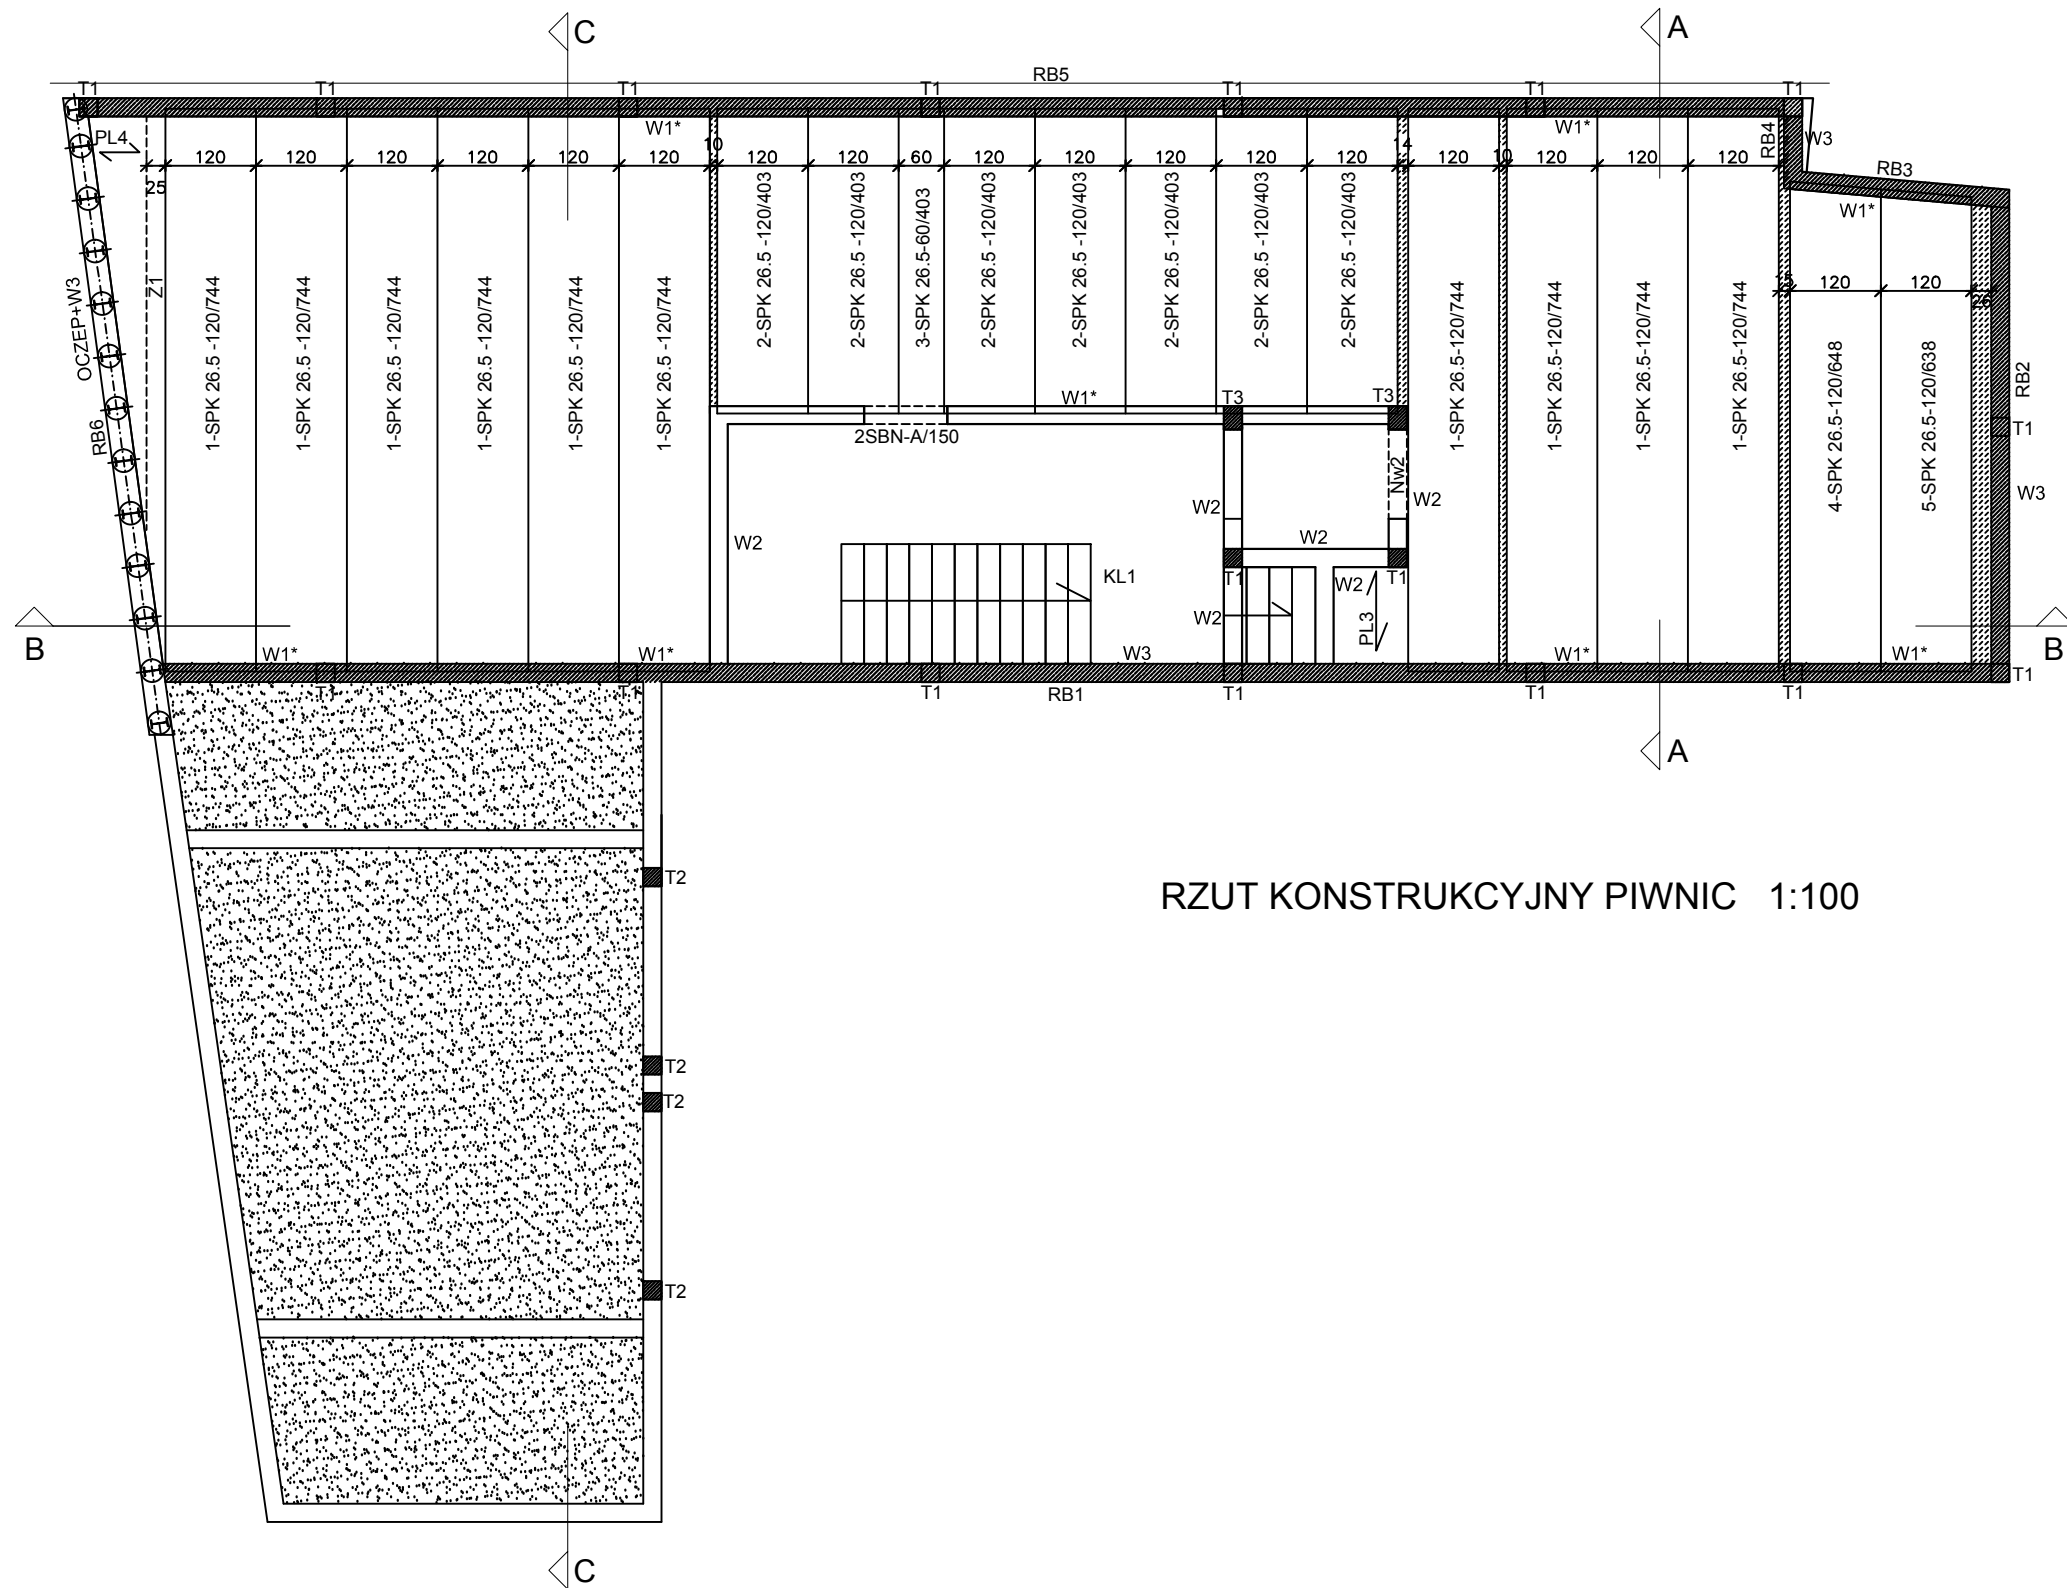 C
A
RB5
T1
T1
T1
T1
T1
T1
T1
PL4
W1*
W1*
RB4
W3
RB3
10
14
10
120
120
120
120
120
120
120
120
60
120
120
120
120
120
120
120
120
120
25
W1*
Z1
OCZEP+W3
RB6
1-SPK 26.5 -120/744
1-SPK 26.5 -120/744
1-SPK 26.5 -120/744
1-SPK 26.5 -120/744
1-SPK 26.5 -120/744
1-SPK 26.5 -120/744
2-SPK 26.5 -120/403
2-SPK 26.5 -120/403
3-SPK 26.5-60/403
2-SPK 26.5 -120/403
2-SPK 26.5 -120/403
2-SPK 26.5 -120/403
2-SPK 26.5 -120/403
2-SPK 26.5 -120/403
1-SPK 26.5-120/744
1-SPK 26.5-120/744
1-SPK 26.5-120/744
1-SPK 26.5-120/744
120
120
26
4-SPK 26.5-120/648
5-SPK 26.5-120/638
RB2
T1
W3
W1*
T3
T3
2SBN-A/150
Nw2
W2
W2
W2
W2
KL1
T1
T1
W2
W2
PL3
B
B
W1*
W1*
W3
W1*
W1*
T1
T1
T1
RB1
T1
T1
T1
T1
A
T2
RZUT KONSTRUKCYJNY PIWNIC 1:100
T2
T2
T2
C